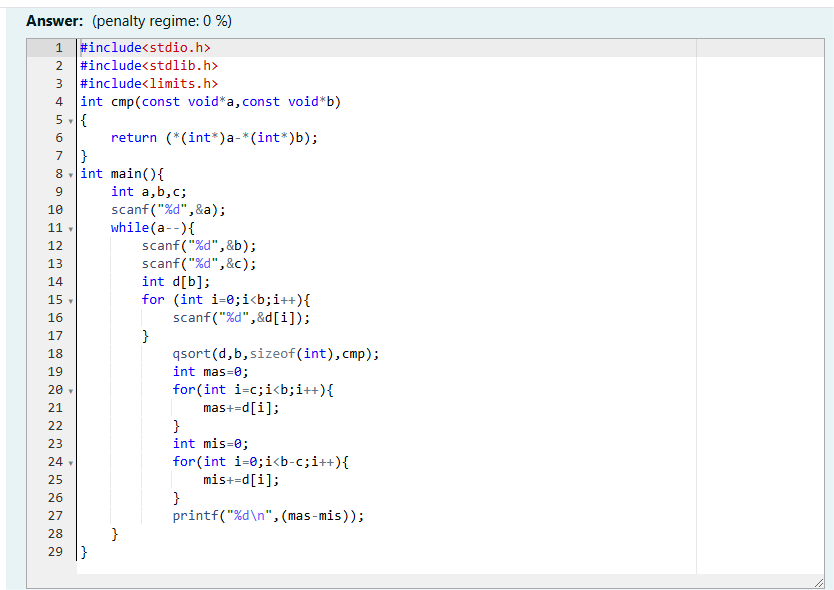 Answer: (penalty regime: 0 %)
1 #include<stdio.h>
2 #include<stdlib.h>
3 #include<limits.h>
4 int cmp(const void*a,const void*b)
5 {
6     return (*(int*)a-*(int*)b);
7 }
8 int main(){
9     int a,b,c;
10     scanf("%d",&a);
11     while(a--){
12         scanf("%d",&b);
13         scanf("%d",&c);
14         int d[b];
15         for (int i=0;i<b;i++){
16             scanf("%d",&d[i]);
17         }
18             qsort(d,b,sizeof(int),cmp);
19             int mas=0;
20             for(int i=c;i<b;i++){
21                 mas+=d[i];
22             }
23             int mis=0;
24             for(int i=0;i<b-c;i++){
25                 mis+=d[i];
26             }
27             printf("%d\n",(mas-mis));
28     }
29 }